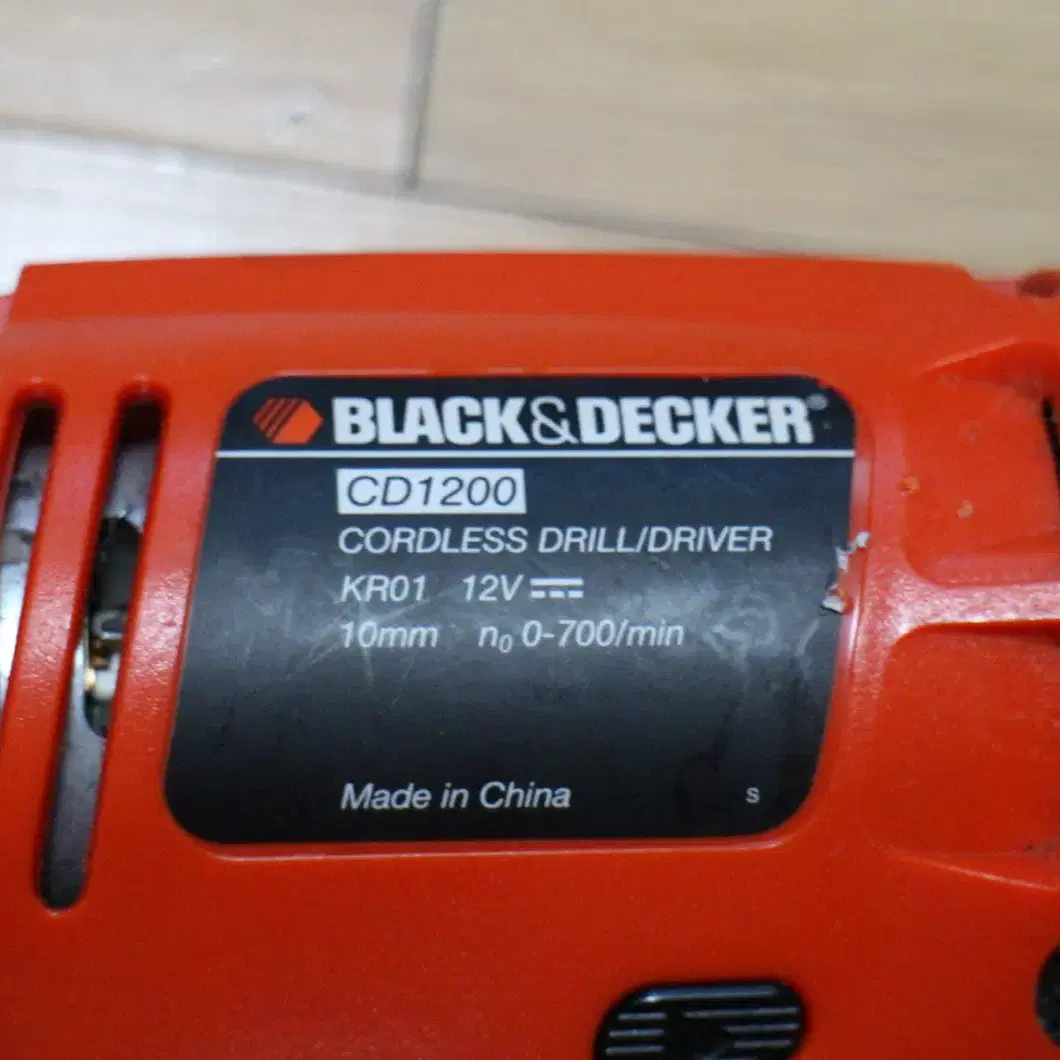 BLACK&DECKER®
CD1200
CORDLESS DRILL/DRIVER
KR01 12V ⎓
10mm n₀ 0-700/min
Made in China s